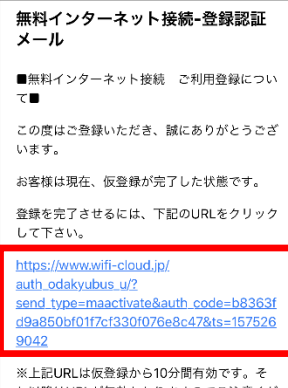 無料インターネット接続-登録認証
メール
■無料インターネット接続　ご利用登録につい
て■
この度はご登録いただき、誠にありがとうござ
います。
お客様は現在、仮登録が完了した状態です。
登録を完了させるには、下記のURLをクリック
して下さい。
https://www.wifi-cloud.jp/
auth_odakyubus_u/?
send_type=maactivate&auth_code=b8363f
d9a850bf01f7cf330f076e8c47&ts=157526
9042
※上記URLは仮登録から10分間有効です。そ